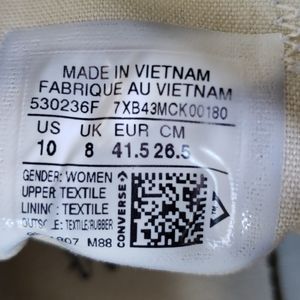 MADE IN VIETNAM
FABRIQUÉ AU VIETNAM
530236F 7XB43MCK00180
US UK EUR CM
10 8 41.5 26.5
GENDER: WOMEN
UPPER: TEXTILE
LINING: TEXTILE
OUTSOLE: TEXTILE/RUBBER
M88
CONVERSE